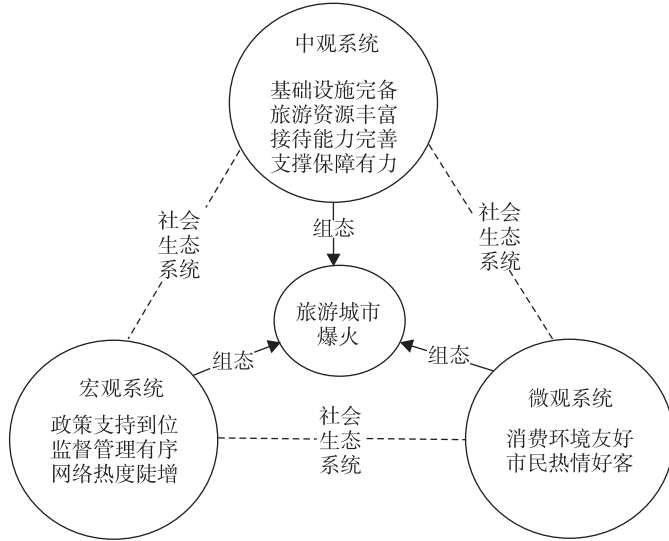 中观系统
基础设施完备
旅游资源丰富
接待能力完善
支撑保障有力
社会
生态
系统
组态
社会
生态
系统
旅游城市
爆火
组态
组态
宏观系统
政策支持到位
监督管理有序
网络热度陡增
社会
生态
系统
微观系统
消费环境友好
市民热情好客